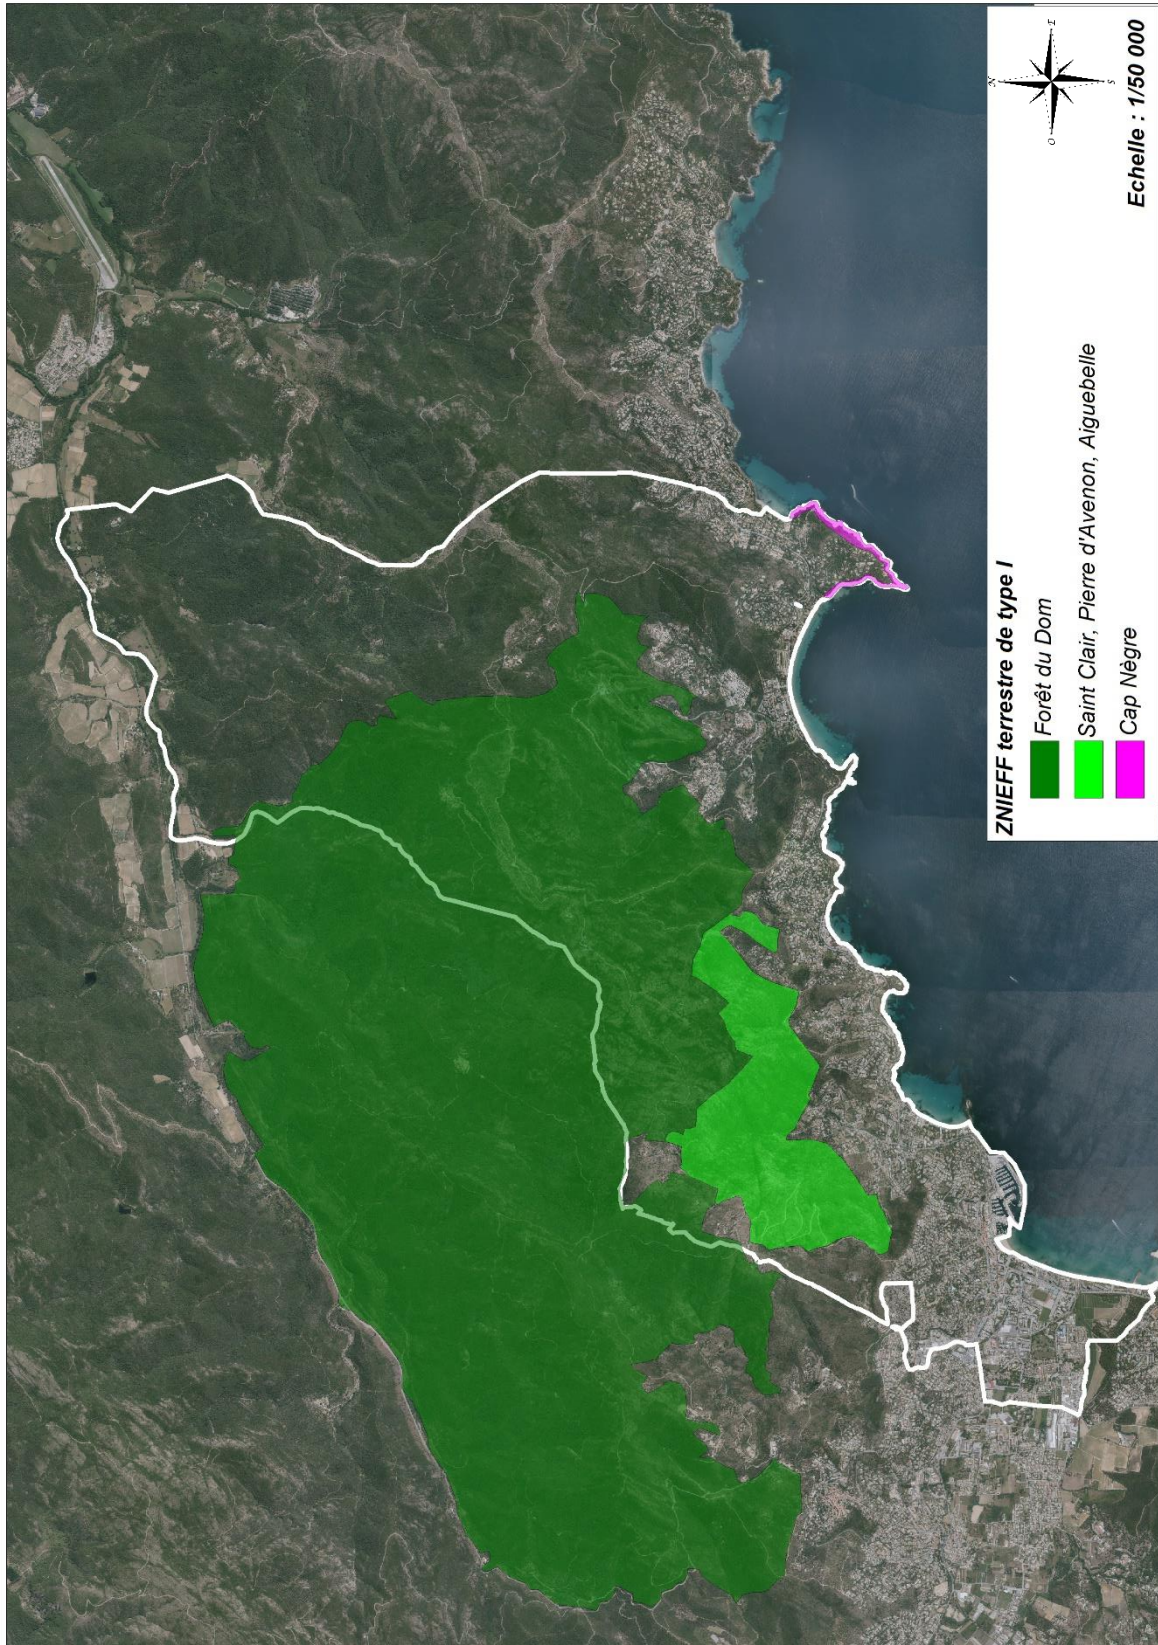 ZNIEFF terrestre de type I
Forêt du Dom
Saint Clair, Pierre d'Avenon, Aiguebelle
Cap Nègre
N
O
E
S
Echelle : 1/50 000